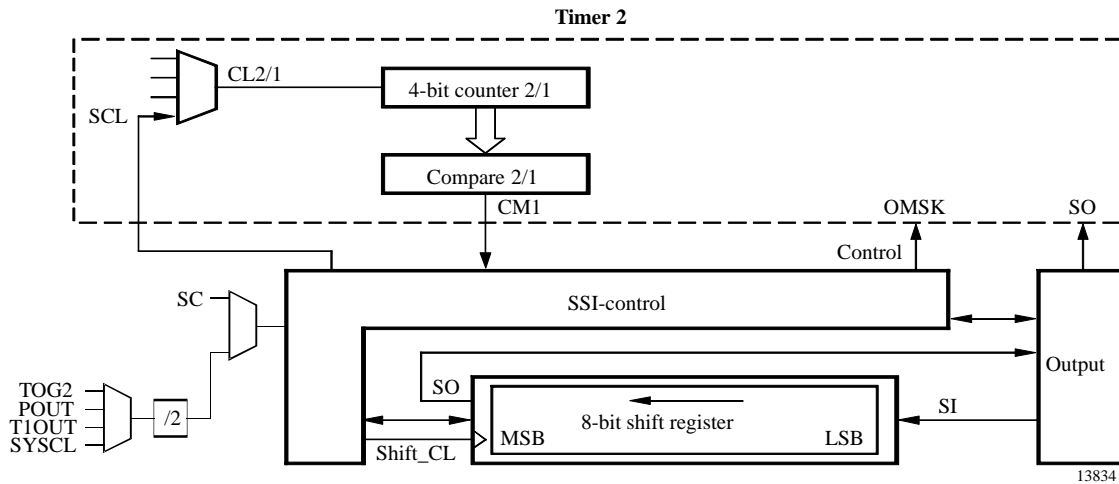 Timer 2
CL2/1
4-bit counter 2/1
SCL
Compare 2/1
CM1
OMSK
SO
Control
SC
SSI-control
Output
TOG2
POUT
T1OUT
SYSCL
/2
SO
8-bit shift register
MSB
LSB
SI
Shift_CL
13834